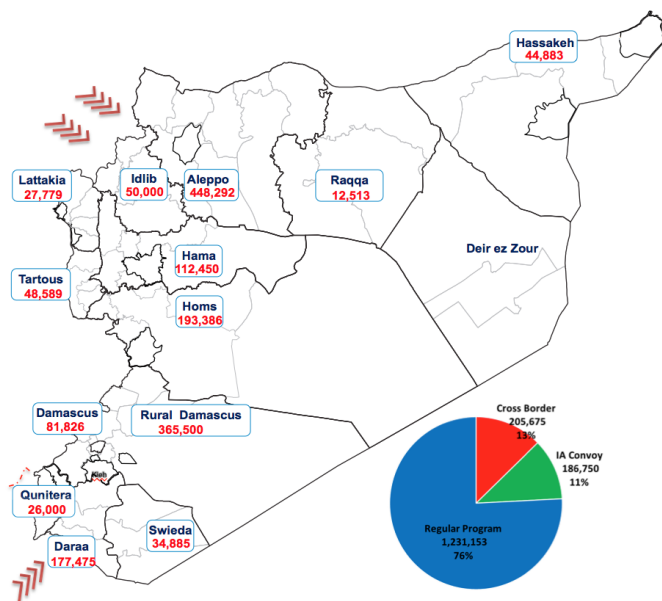 Hassakeh
44,883
Lattakia
27,779
Idlib
50,000
Aleppo
448,292
Raqqa
12,513
Deir ez Zour
Hama
112,450
Tartous
48,589
Homs
193,386
Damascus
81,826
Rural Damascus
365,500
Cross Border
205,675
13%
IA Convoy
186,750
11%
Regular Program
1,231,153
76%
Qunitera
26,000
Swieda
34,885
Daraa
177,475